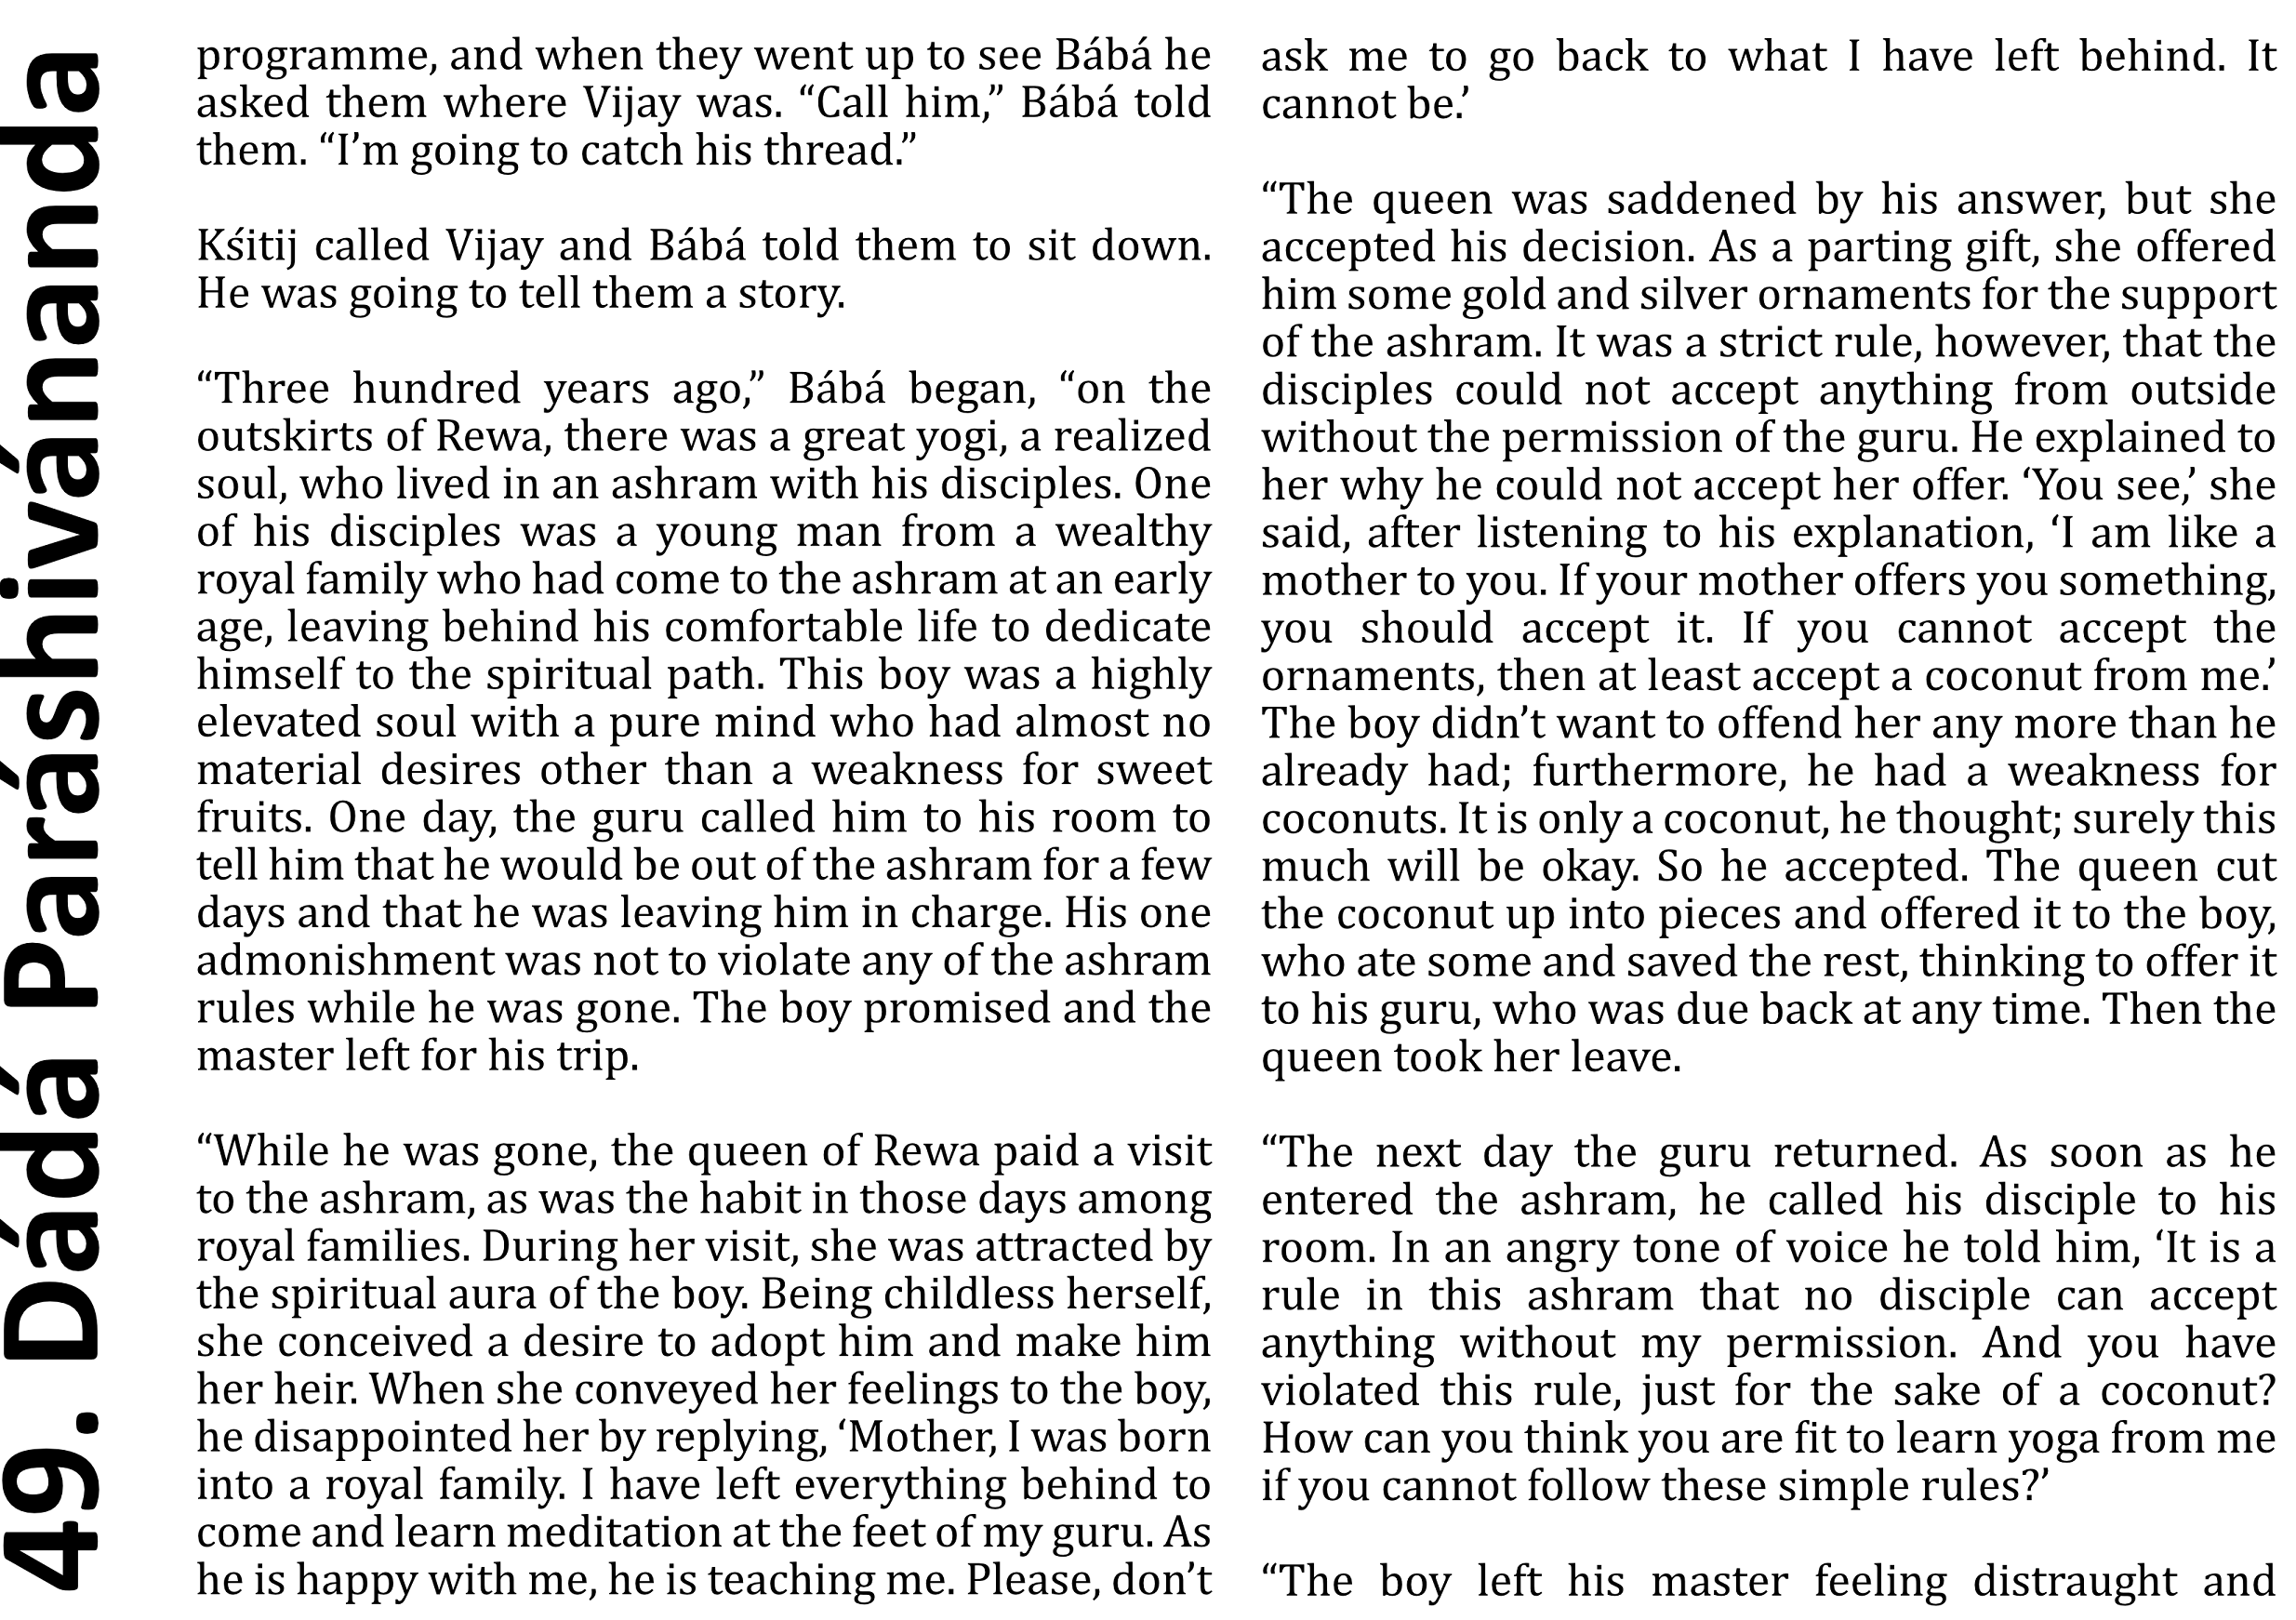 49. Dádá Paráshivánanda
programme, and when they went up to see Bábá he
asked them where Vijay was. “Call him,” Bábá told
them. “I’m going to catch his thread.”
Kśitij called Vijay and Bábá told them to sit down.
He was going to tell them a story.
“Three hundred years ago,” Bábá began, “on the
outskirts of Rewa, there was a great yogi, a realized
soul, who lived in an ashram with his disciples. One
of his disciples was a young man from a wealthy
royal family who had come to the ashram at an early
age, leaving behind his comfortable life to dedicate
himself to the spiritual path. This boy was a highly
elevated soul with a pure mind who had almost no
material desires other than a weakness for sweet
fruits. One day, the guru called him to his room to
tell him that he would be out of the ashram for a few
days and that he was leaving him in charge. His one
admonishment was not to violate any of the ashram
rules while he was gone. The boy promised and the
master left for his trip.
“While he was gone, the queen of Rewa paid a visit
to the ashram, as was the habit in those days among
royal families. During her visit, she was attracted by
the spiritual aura of the boy. Being childless herself,
she conceived a desire to adopt him and make him
her heir. When she conveyed her feelings to the boy,
he disappointed her by replying, ‘Mother, I was born
into a royal family. I have left everything behind to
come and learn meditation at the feet of my guru. As
he is happy with me, he is teaching me. Please, don’t
ask me to go back to what I have left behind. It
cannot be.’
“The queen was saddened by his answer, but she
accepted his decision. As a parting gift, she offered
him some gold and silver ornaments for the support
of the ashram. It was a strict rule, however, that the
disciples could not accept anything from outside
without the permission of the guru. He explained to
her why he could not accept her offer. ‘You see,’ she
said, after listening to his explanation, ‘I am like a
mother to you. If your mother offers you something,
you should accept it. If you cannot accept the
ornaments, then at least accept a coconut from me.’
The boy didn’t want to offend her any more than he
already had; furthermore, he had a weakness for
coconuts. It is only a coconut, he thought; surely this
much will be okay. So he accepted. The queen cut
the coconut up into pieces and offered it to the boy,
who ate some and saved the rest, thinking to offer it
to his guru, who was due back at any time. Then the
queen took her leave.
“The next day the guru returned. As soon as he
entered the ashram, he called his disciple to his
room. In an angry tone of voice he told him, ‘It is a
rule in this ashram that no disciple can accept
anything without my permission. And you have
violated this rule, just for the sake of a coconut?
How can you think you are fit to learn yoga from me
if you cannot follow these simple rules?’
“The boy left his master feeling distraught and